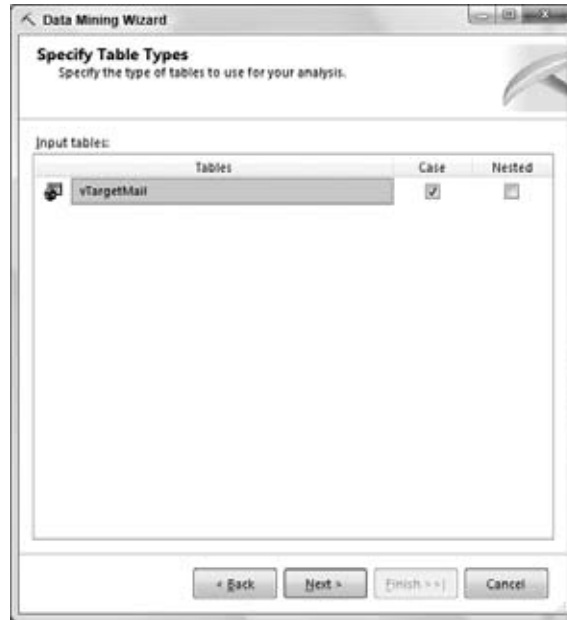 Data Mining Wizard
Specify Table Types
Specify the type of tables to use for your analysis.
Input tables:
Tables Case Nested
vTargetMail
< Back Next > Finish >>| Cancel